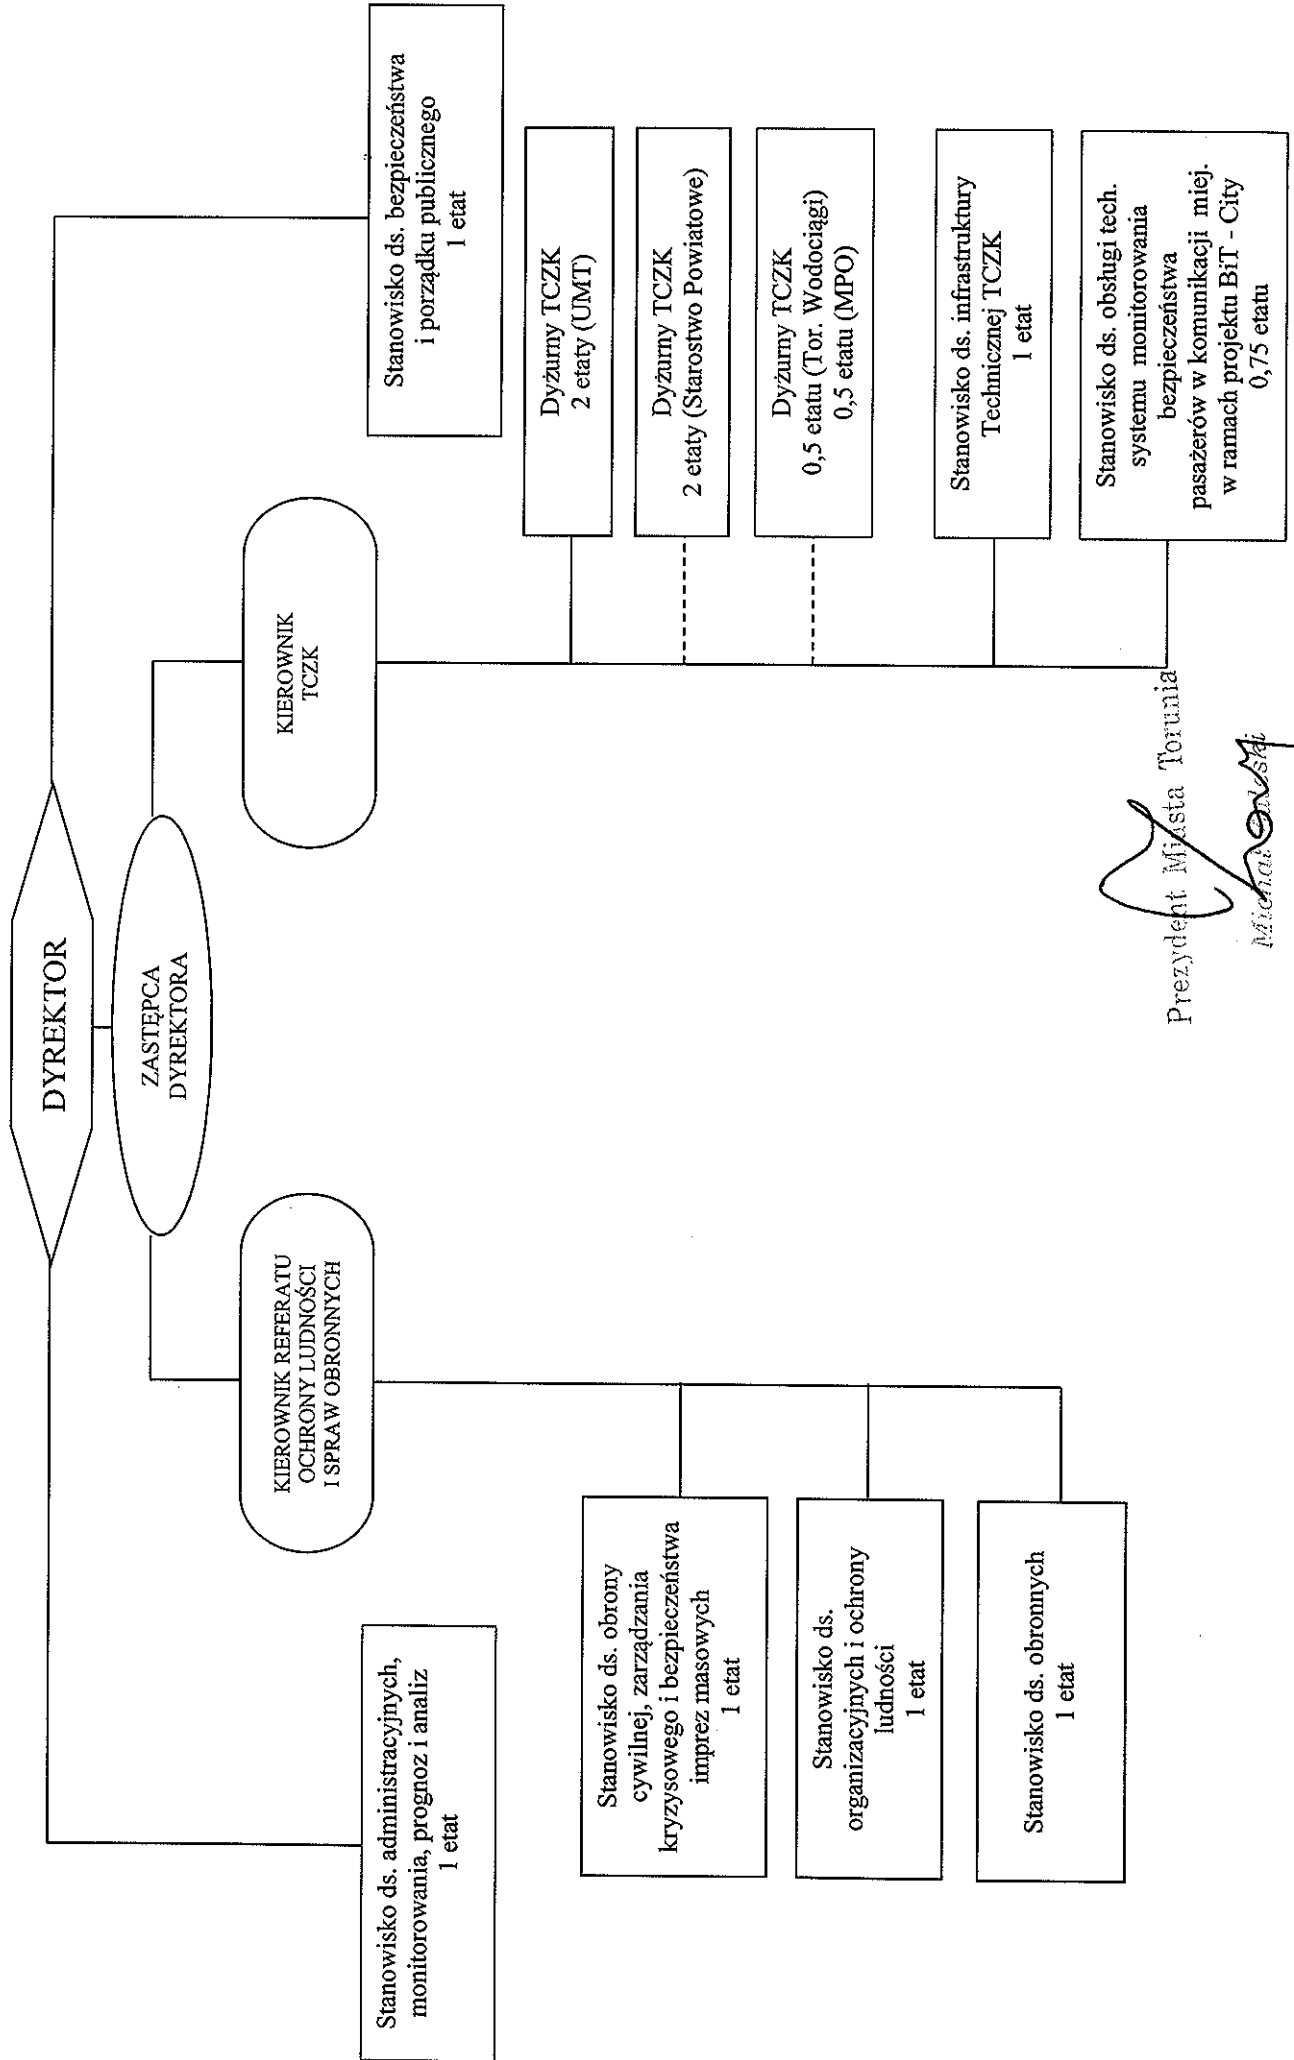 DYREKTOR
ZASTĘPCA
DYREKTORA
KIEROWNIK REFERATU
OCHRONY LUDNOŚCI
I SPRAW OBRONNYCH
KIEROWNIK
TCZK
Stanowisko ds. administracyjnych,
monitorowania, prognoz i analiz
1 etat
Stanowisko ds. bezpieczeństwa
i porządku publicznego
1 etat
Stanowisko ds. obrony
cywilnej, zarządzania
kryzysowego i bezpieczeństwa
imprez masowych
1 etat
Stanowisko ds.
organizacyjnych i ochrony
ludności
1 etat
Stanowisko ds. obronnych
1 etat
Dyżurny TCZK
2 etaty (UMT)
Dyżurny TCZK
2 etaty (Starostwo Powiatowe)
Dyżurny TCZK
0,5 etatu (Tor. Wodociągi)
0,5 etatu (MPO)
Stanowisko ds. infrastruktury
Technicznej TCZK
1 etat
Stanowisko ds. obsługi tech.
systemu monitorowania
bezpieczeństwa
pasażerów w komunikacji miej.
w ramach projektu BiT - City
0,75 etatu
Prezydent Miasta Torunia
Michał